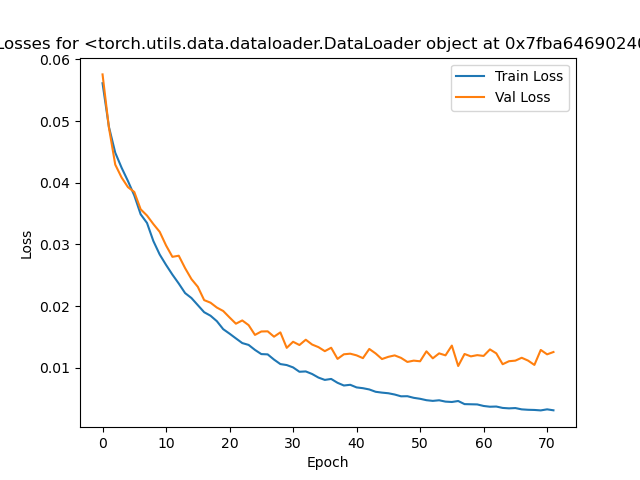 Losses for <torch.utils.data.dataloader.DataLoader object at 0x7fba64690240
0.06
0.05
0.04
0.03
0.02
0.01
Loss
Train Loss
Val Loss
0 10 20 30 40 50 60 70
Epoch